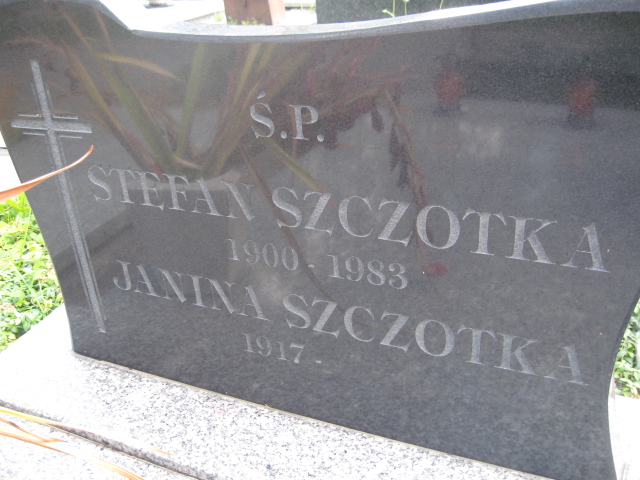 Ś.P.
STEFAN SZCZOTKA
1900 - 1983
JANINA SZCZOTKA
1917 -